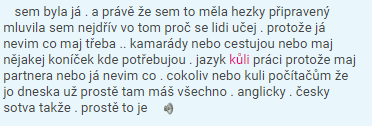 sem byla já . a právě že sem to měla hezky připravený
mluvila sem nejdřív vo tom proč se lidi učej . protože já
nevim co maj třeba .. kamarády nebo cestujou nebo maj
nějakej koníček kde potřebujou . jazyk kůli práci protože maj
partnera nebo já nevim co . cokoliv nebo kuli počítačům že
jo dneska už prostě tam máš všechno . anglicky . česky
sotva takže . prostě to je